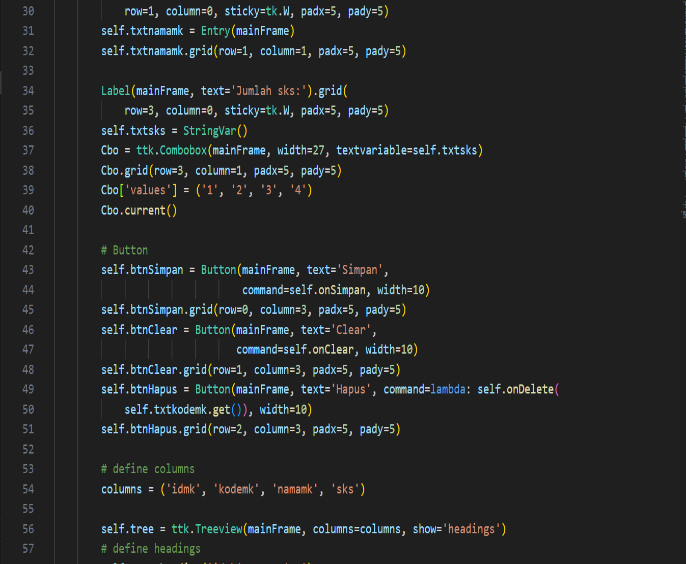 30 row=1, column=0, sticky=tk.W, padx=5, pady=5)
31 self.txtnamamk = Entry(mainFrame)
32 self.txtnamamk.grid(row=1, column=1, padx=5, pady=5)
33
34 Label(mainFrame, text='Jumlah sks:').grid(
35 row=3, column=0, sticky=tk.W, padx=5, pady=5)
36 self.txtsks = StringVar()
37 Cbo = ttk.Combobox(mainFrame, width=27, textvariable=self.txtsks)
38 Cbo.grid(row=3, column=1, padx=5, pady=5)
39 Cbo['values'] = ('1', '2', '3', '4')
40 Cbo.current()
41
42 # Button
43 self.btnSimpan = Button(mainFrame, text='Simpan',
44 command=self.onSimpan, width=10)
45 self.btnSimpan.grid(row=0, column=3, padx=5, pady=5)
46 self.btnClear = Button(mainFrame, text='Clear',
47 command=self.onClear, width=10)
48 self.btnClear.grid(row=1, column=3, padx=5, pady=5)
49 self.btnHapus = Button(mainFrame, text='Hapus', command=lambda: self.onDelete(
50 self.txtkodemk.get()), width=10)
51 self.btnHapus.grid(row=2, column=3, padx=5, pady=5)
52
53 # define columns
54 columns = ('idmk', 'kodemk', 'namamk', 'sks')
55
56 self.tree = ttk.Treeview(mainFrame, columns=columns, show='headings')
57 # define headings